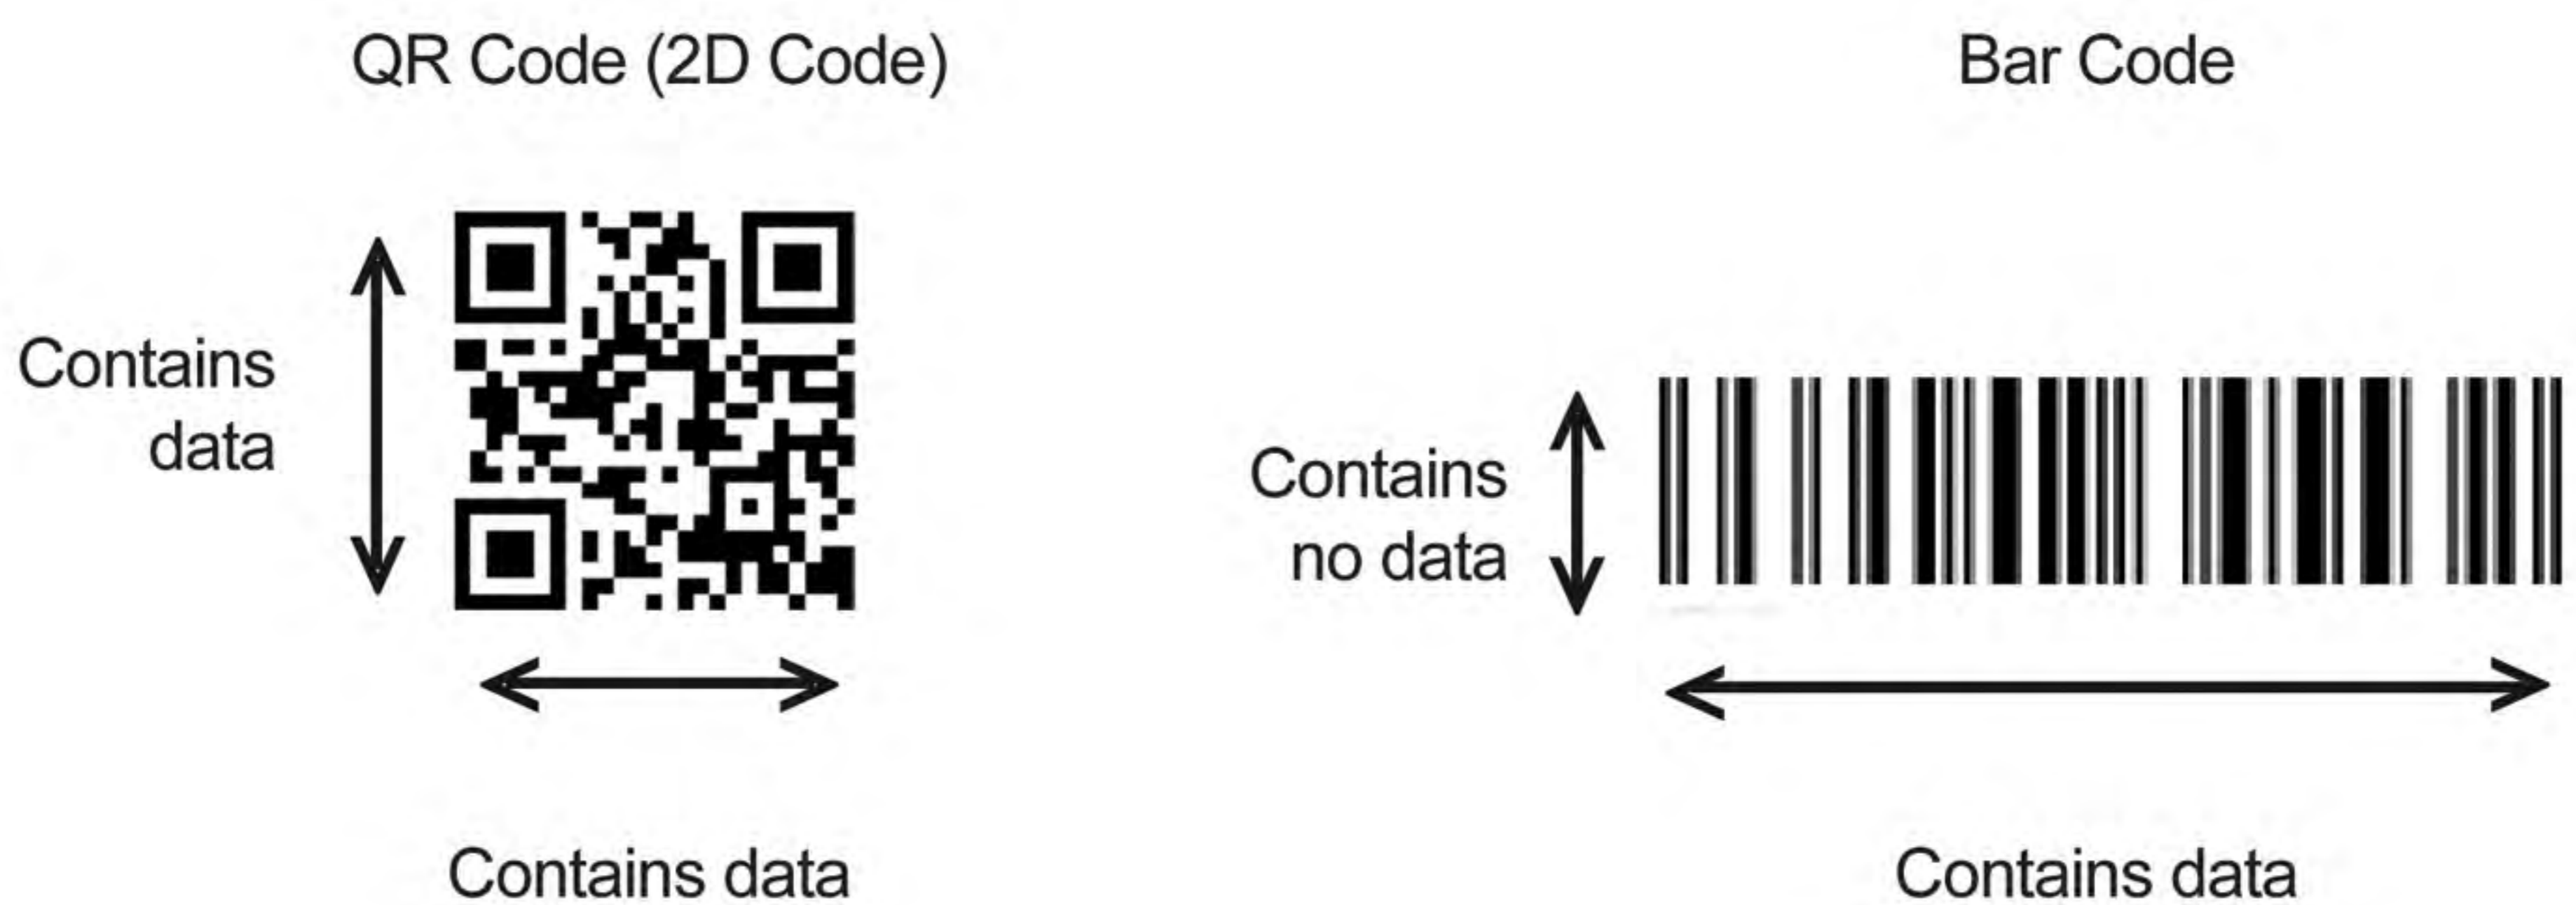 QR Code (2D Code)
Contains
data
Contains data
Bar Code
Contains
no data
Contains data